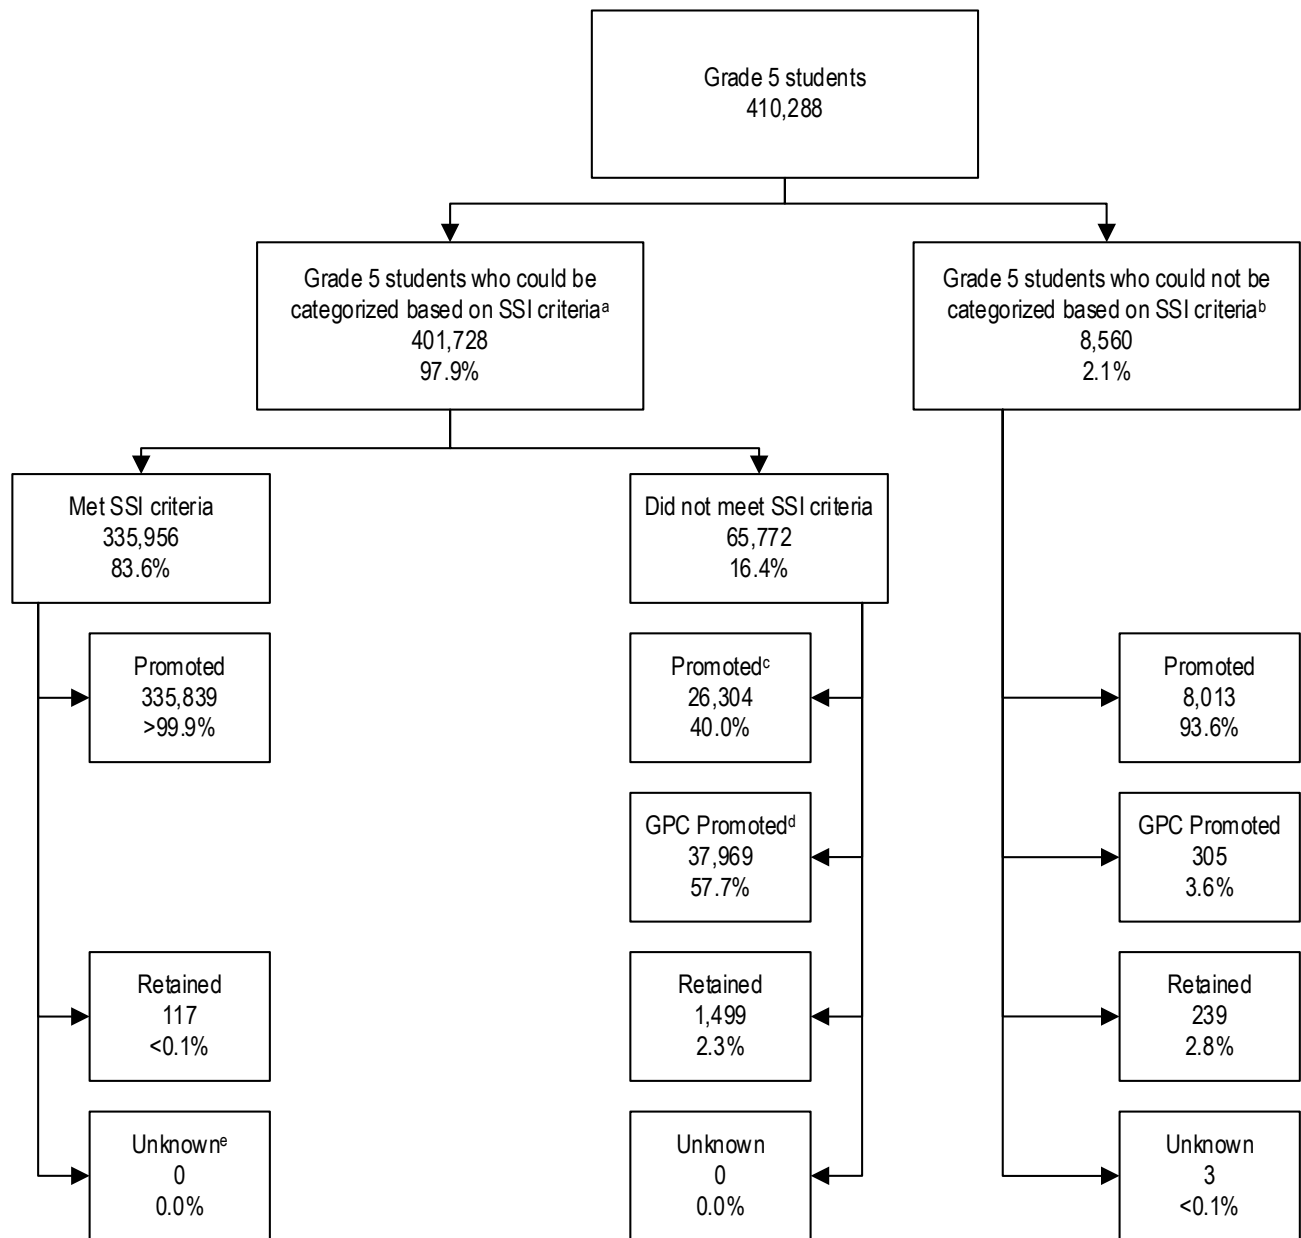 Grade 5 students
410,288
Grade 5 students who could be
categorized based on SSI criteriaᵃ
401,728
97.9%
Grade 5 students who could not be
categorized based on SSI criteriaᵇ
8,560
2.1%
Met SSI criteria
335,956
83.6%
Did not meet SSI criteria
65,772
16.4%
Promoted
335,839
>99.9%
Promotedᶜ
26,304
40.0%
Promoted
8,013
93.6%
GPC Promotedᵈ
37,969
57.7%
GPC Promoted
305
3.6%
Retained
117
<0.1%
Retained
1,499
2.3%
Retained
239
2.8%
Unknownᵉ
0
0.0%
Unknown
0
0.0%
Unknown
3
<0.1%